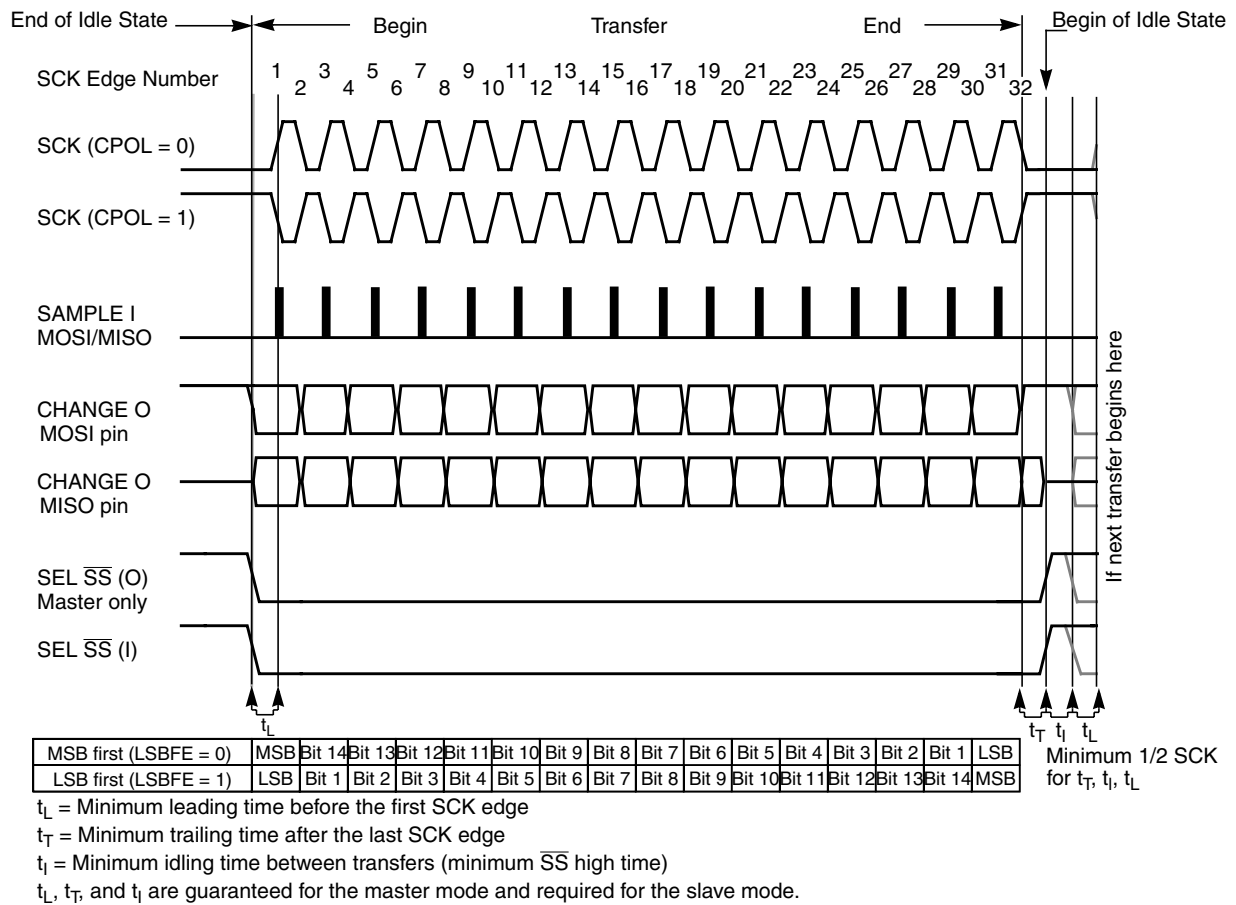 End of Idle State
Begin
Transfer
End
Begin of Idle State
SCK Edge Number
1 3 5 7 9 11 13 15 17 19 21 23 25 27 29 31
2 4 6 8 10 12 14 16 18 20 22 24 26 28 30 32
SCK (CPOL = 0)
SCK (CPOL = 1)
SAMPLE I
MOSI/MISO
CHANGE O
MOSI pin
CHANGE O
MISO pin
SEL S̅S̅ (O)
Master only
SEL S̅S̅ (I)
If next transfer begins here
tL
tT tI tL
MSB first (LSBFE = 0) MSB Bit 14 Bit 13 Bit 12 Bit 11 Bit 10 Bit 9 Bit 8 Bit 7 Bit 6 Bit 5 Bit 4 Bit 3 Bit 2 Bit 1 LSB
LSB first (LSBFE = 1) LSB Bit 1 Bit 2 Bit 3 Bit 4 Bit 5 Bit 6 Bit 7 Bit 8 Bit 9 Bit 10 Bit 11 Bit 12 Bit 13 Bit 14 MSB
Minimum 1/2 SCK
for tT, tI, tL
tL = Minimum leading time before the first SCK edge
tT = Minimum trailing time after the last SCK edge
tI = Minimum idling time between transfers (minimum S̅S̅ high time)
tL, tT, and tI are guaranteed for the master mode and required for the slave mode.